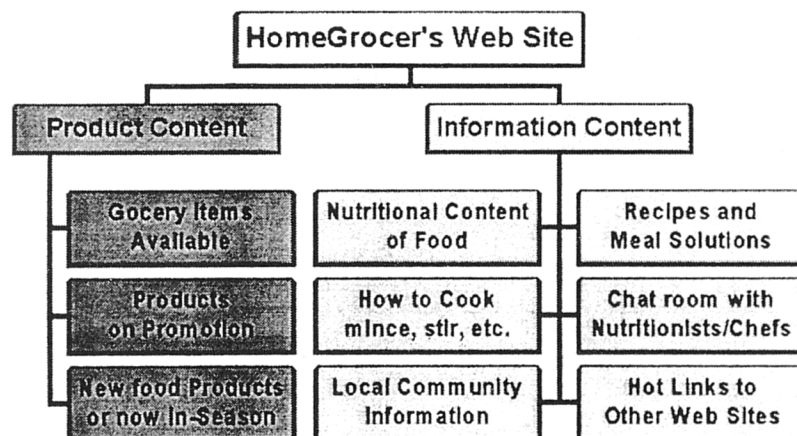 HomeGrocer's Web Site
Product Content
Information Content
Gocery Items
Available
Nutritional Content
of Food
Recipes and
Meal Solutions
Products
on Promotion
How to Cook
mince, stir, etc.
Chat room with
Nutritionists/Chefs
New food Products
or now In-Season
Local Community
Information
Hot Links to
Other Web Sites